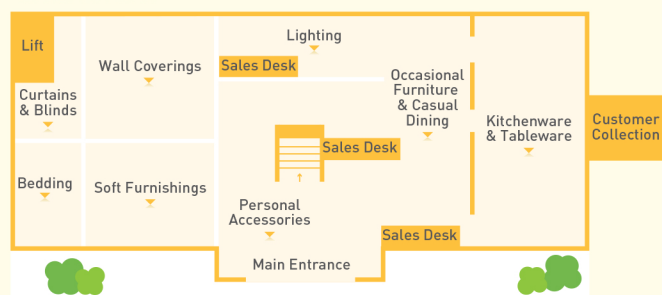 Lift
Lighting
Wall Coverings
Sales Desk
Occasional
Furniture
& Casual
Dining
Curtains
& Blinds
Kitchenware
& Tableware
Customer
Collection
Sales Desk
Bedding
Soft Furnishings
Personal
Accessories
Sales Desk
Main Entrance